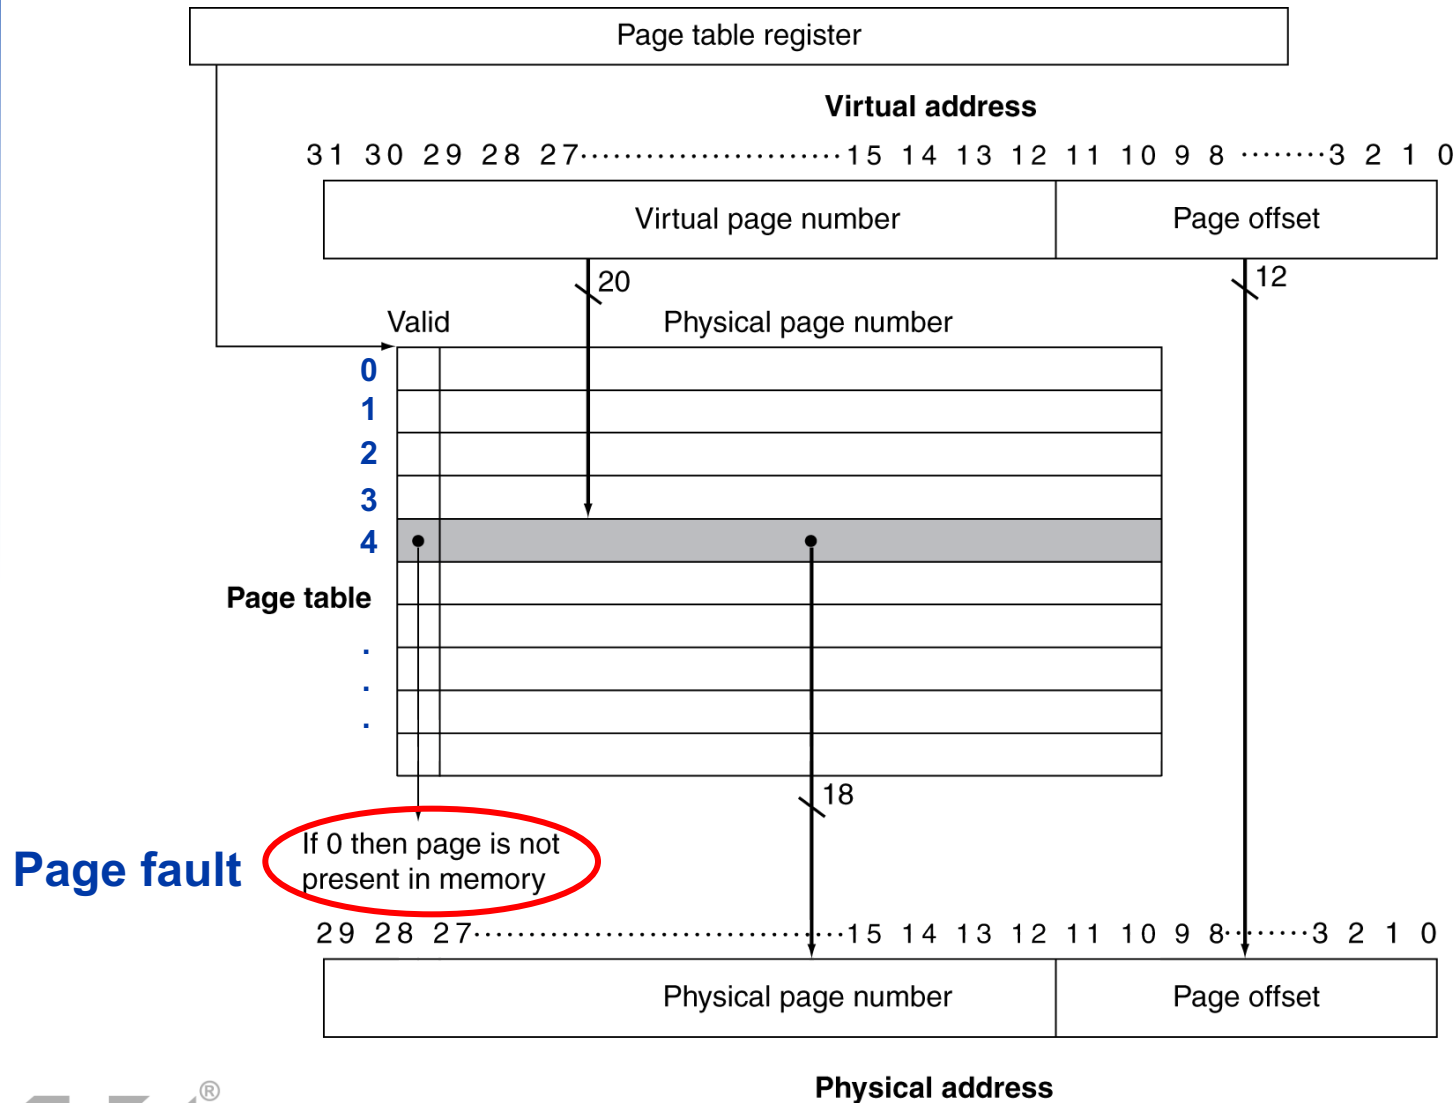 Page table register
Virtual address
31 30 29 28 27························15 14 13 12 11 10 9 8 ········3 2 1 0
Virtual page number Page offset
20 12
Valid Physical page number
0
1
2
3
4
Page table
.
.
.
18
If 0 then page is not
present in memory
Page fault
29 28 27··································15 14 13 12 11 10 9 8········3 2 1 0
Physical page number Page offset
Physical address
®